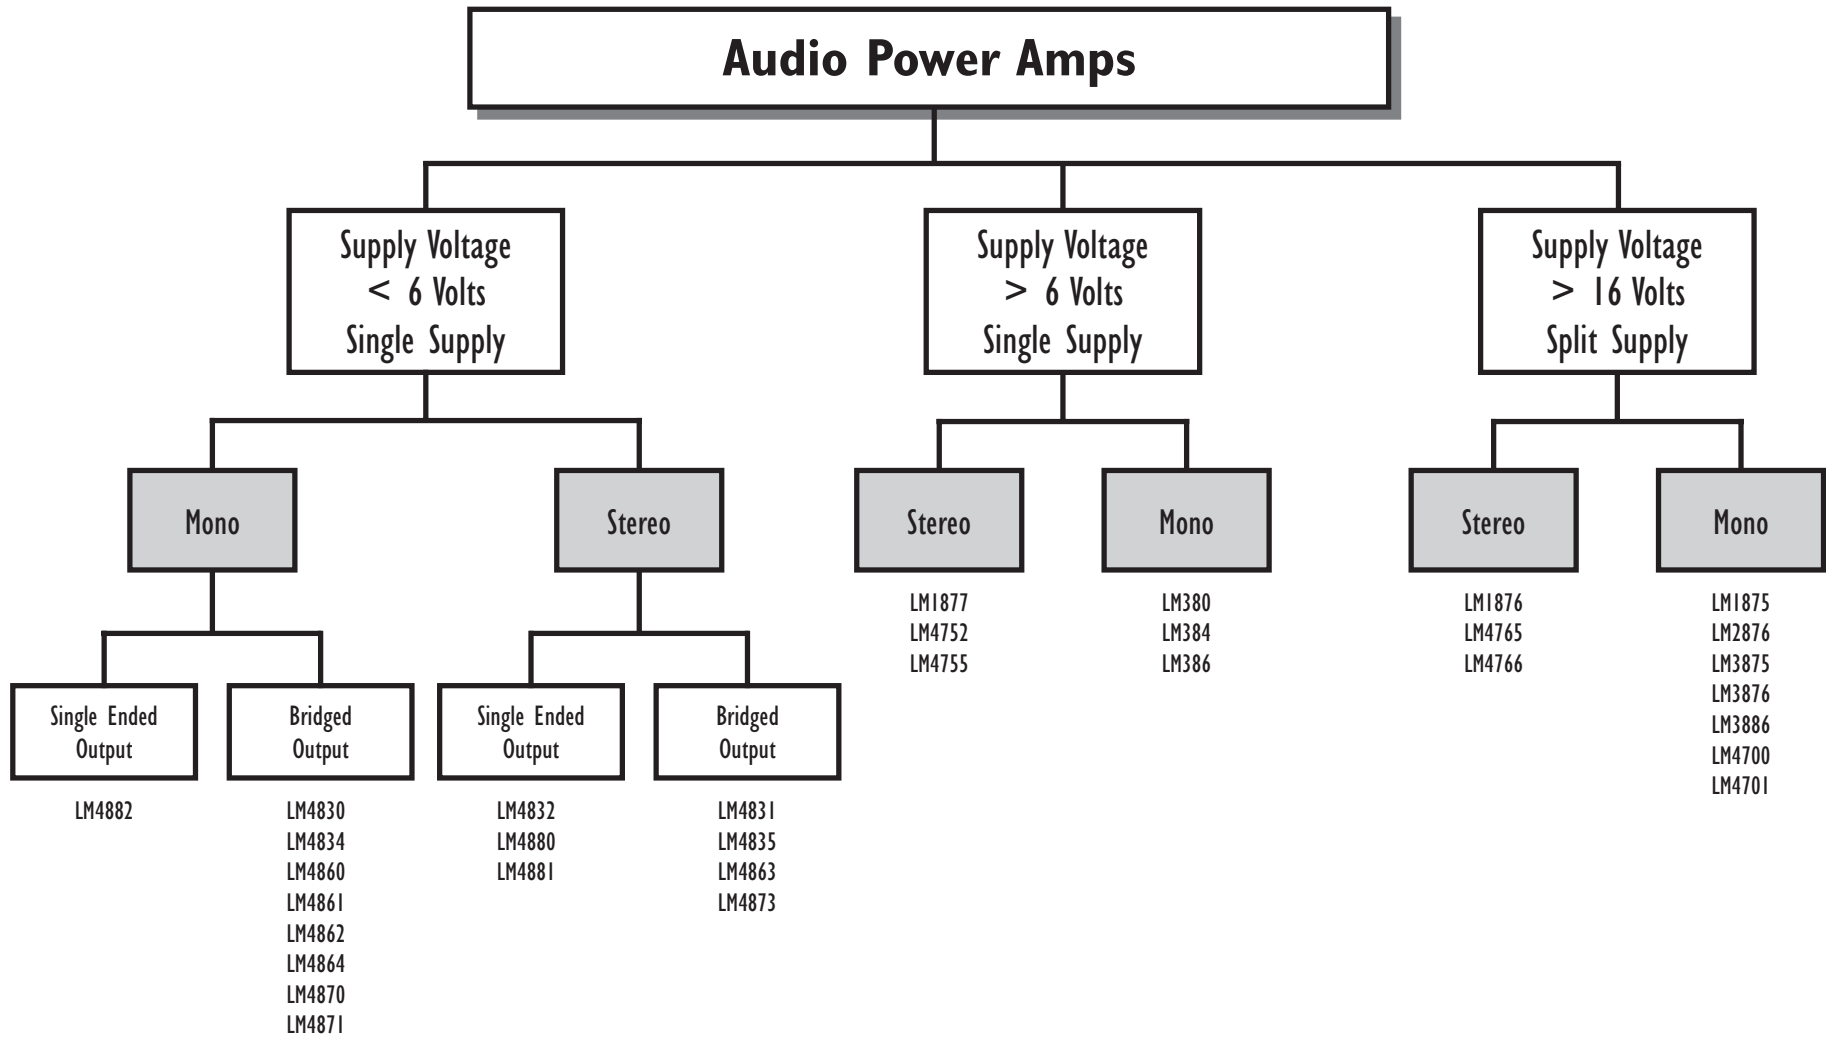 Audio Power Amps
Supply Voltage
< 6 Volts
Single Supply
Supply Voltage
> 6 Volts
Single Supply
Supply Voltage
> 16 Volts
Split Supply
Mono
Stereo
Stereo
Mono
Stereo
Mono
LM1877
LM4752
LM4755
LM380
LM384
LM386
LM1876
LM4765
LM4766
LM1875
LM2876
LM3875
LM3876
LM3886
LM4700
LM4701
Single Ended
Output
Bridged
Output
Single Ended
Output
Bridged
Output
LM4882
LM4830
LM4834
LM4860
LM4861
LM4862
LM4864
LM4870
LM4871
LM4832
LM4880
LM4881
LM4831
LM4835
LM4863
LM4873